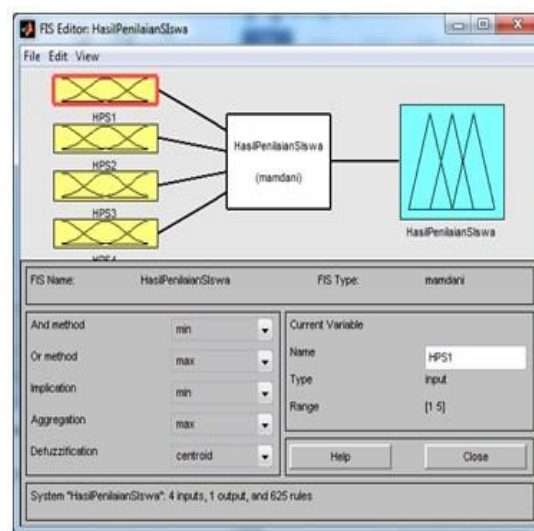 FIS Editor: HasilPenilaianSIswa
File Edit View
HPS1
HPS2
HPS3
HPS4
HasilPenilaianSIswa
(mamdani)
HasilPenilaianSIswa
FIS Name: HasilPenilaianSIswa FIS Type: mamdani
And method min
Or method max
Implication min
Aggregation max
Defuzzification centroid
Current Variable
Name HPS1
Type input
Range [1 5]
Help Close
System "HasilPenilaianSIswa": 4 inputs, 1 output, and 625 rules